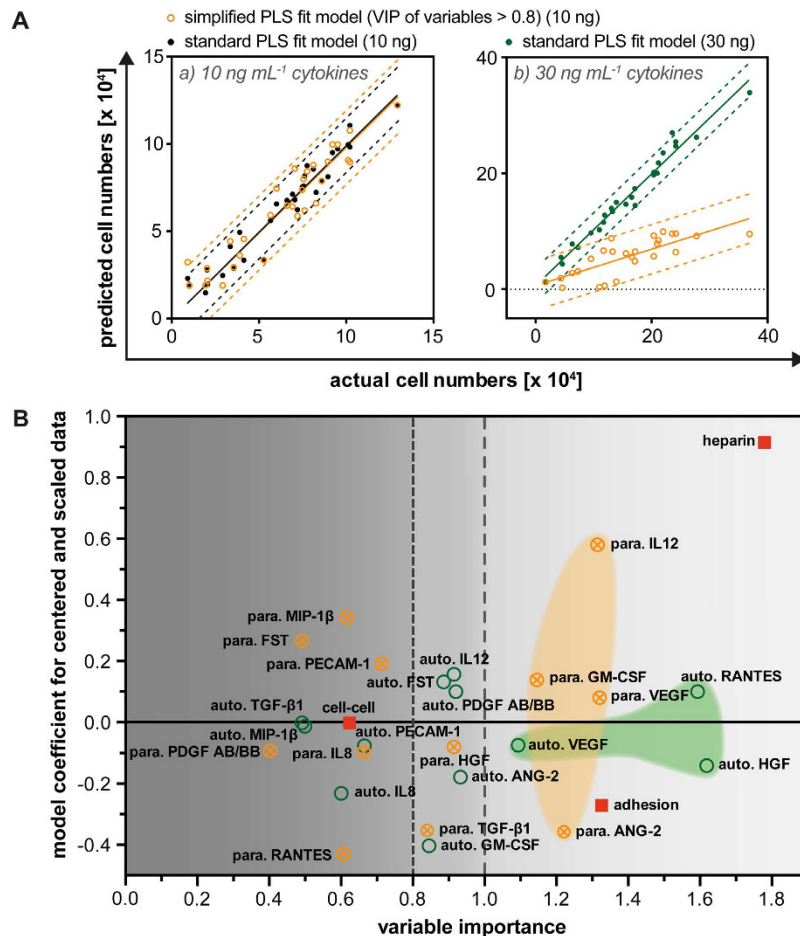 A
simplified PLS fit model (VIP of variables > 0.8) (10 ng)
standard PLS fit model (10 ng)
standard PLS fit model (30 ng)
a) 10 ng mL⁻¹ cytokines
b) 30 ng mL⁻¹ cytokines
predicted cell numbers [x 10⁴]
15
10
5
0
0 5 10 15
40
20
0
0 20 40
actual cell numbers [x 10⁴]
B
model coefficient for centered and scaled data
1.0
0.8
0.6
0.4
0.2
0.0
-0.2
-0.4
heparin
para. IL12
para. MIP-1β
para. FST
para. PECAM-1
auto. IL12
auto. FST
para. GM-CSF
auto. RANTES
auto. TGF-β1
cell-cell
auto. PDGF AB/BB
para. VEGF
auto. MIP-1β
auto. PECAM-1
para. PDGF AB/BB
para. IL8
para. HGF
auto. VEGF
auto. HGF
auto. IL8
auto. ANG-2
adhesion
para. TGF-β1
para. ANG-2
auto. GM-CSF
para. RANTES
0.0 0.2 0.4 0.6 0.8 1.0 1.2 1.4 1.6 1.8
variable importance